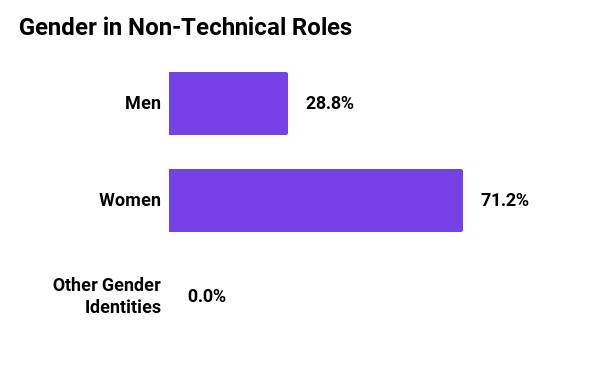 Gender in Non-Technical Roles
Men
28.8%
Women
71.2%
Other Gender
Identities
0.0%